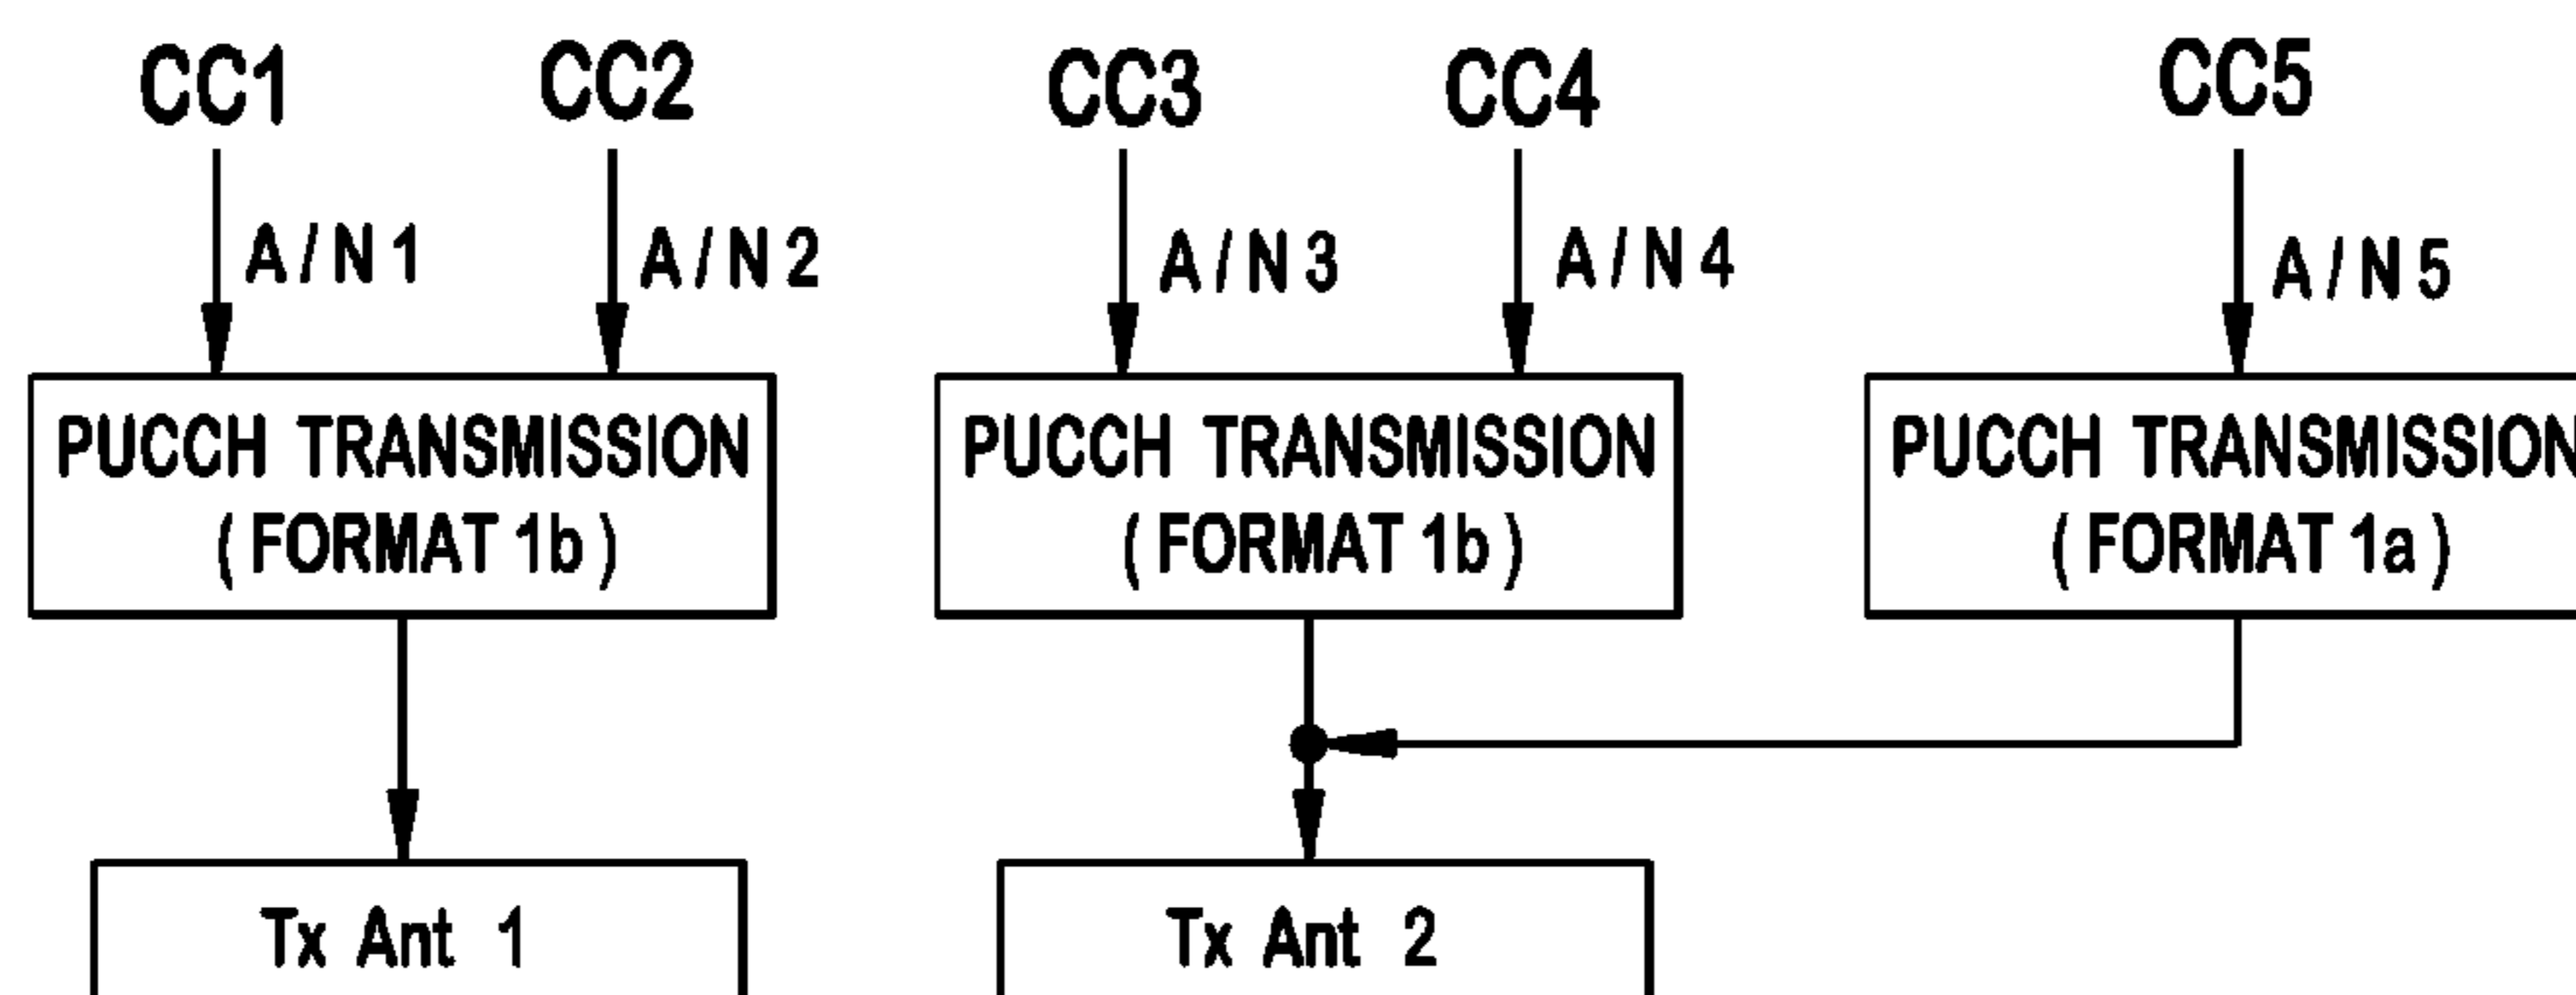 CC1 CC2 CC3 CC4 CC5
A/N1 A/N2 A/N3 A/N4 A/N5
PUCCH TRANSMISSION PUCCH TRANSMISSION PUCCH TRANSMISSION
(FORMAT 1b) (FORMAT 1b) (FORMAT 1a)
Tx Ant 1 Tx Ant 2